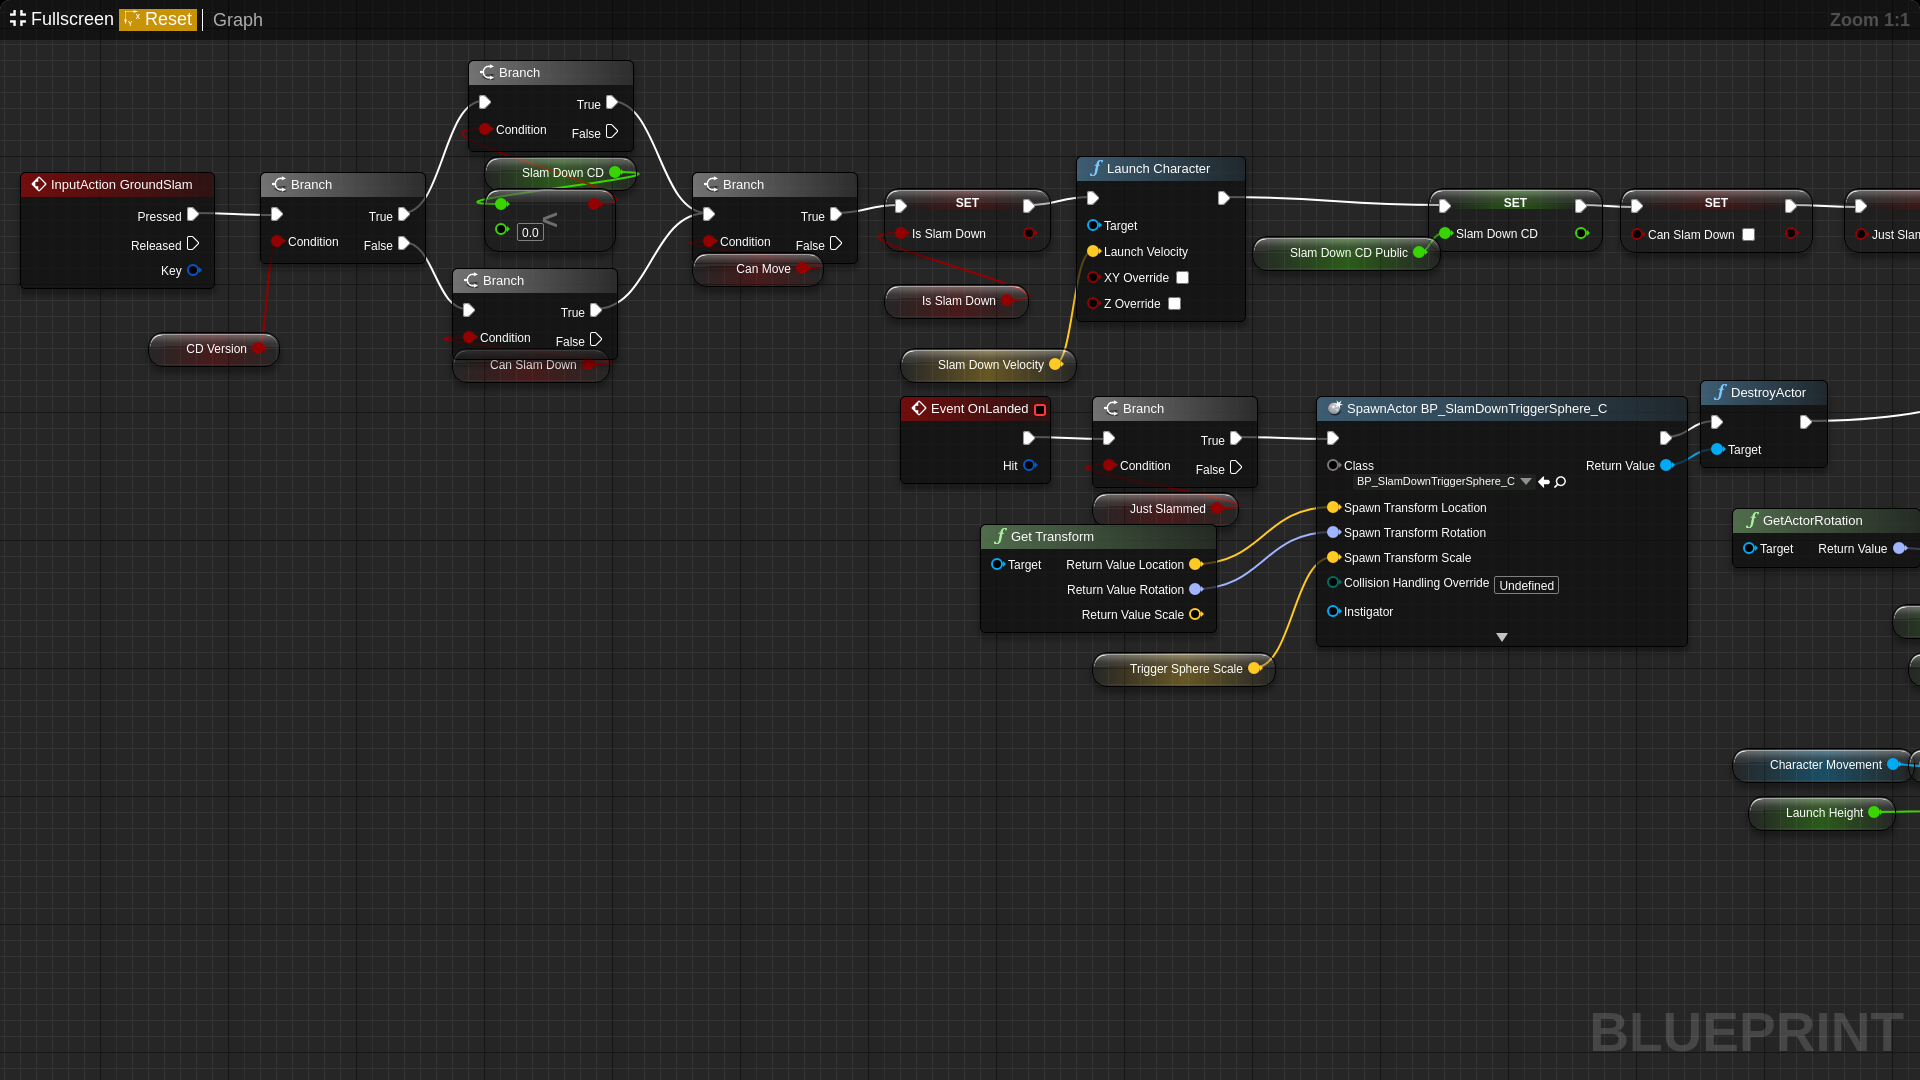 Fullscreen Reset Graph Zoom 1:1
Branch
True
Condition False
Slam Down CD
<
0.0
InputAction GroundSlam
Pressed
Released
Key
Branch
True
Condition False
CD Version
Branch
True
Condition False
Can Slam Down
Branch
True
Condition False
Can Move
SET
Is Slam Down
Is Slam Down
Launch Character
Target
Launch Velocity
XY Override
Z Override
Slam Down Velocity
Slam Down CD Public
SET
Slam Down CD
SET
Can Slam Down
Just Slam
Event OnLanded
Hit
Branch
True
Condition False
Just Slammed
Get Transform
Target Return Value Location
Return Value Rotation
Return Value Scale
Trigger Sphere Scale
SpawnActor BP_SlamDownTriggerSphere_C
Class Return Value
BP_SlamDownTriggerSphere_C
Spawn Transform Location
Spawn Transform Rotation
Spawn Transform Scale
Collision Handling Override Undefined
Instigator
DestroyActor
Target
GetActorRotation
Target Return Value
Character Movement
Launch Height
BLUEPRINT